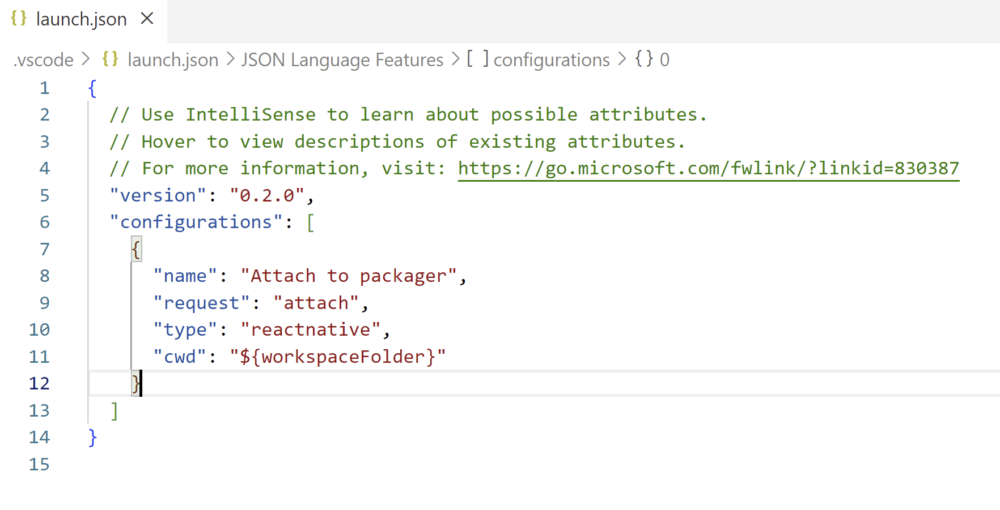 {} launch.json ×
.vscode > {} launch.json > JSON Language Features > [ ] configurations > {} 0
1 {
2 // Use IntelliSense to learn about possible attributes.
3 // Hover to view descriptions of existing attributes.
4 // For more information, visit: https://go.microsoft.com/fwlink/?linkid=830387
5 "version": "0.2.0",
6 "configurations": [
7 {
8 "name": "Attach to packager",
9 "request": "attach",
10 "type": "reactnative",
11 "cwd": "${workspaceFolder}"
12 }
13 ]
14 }
15